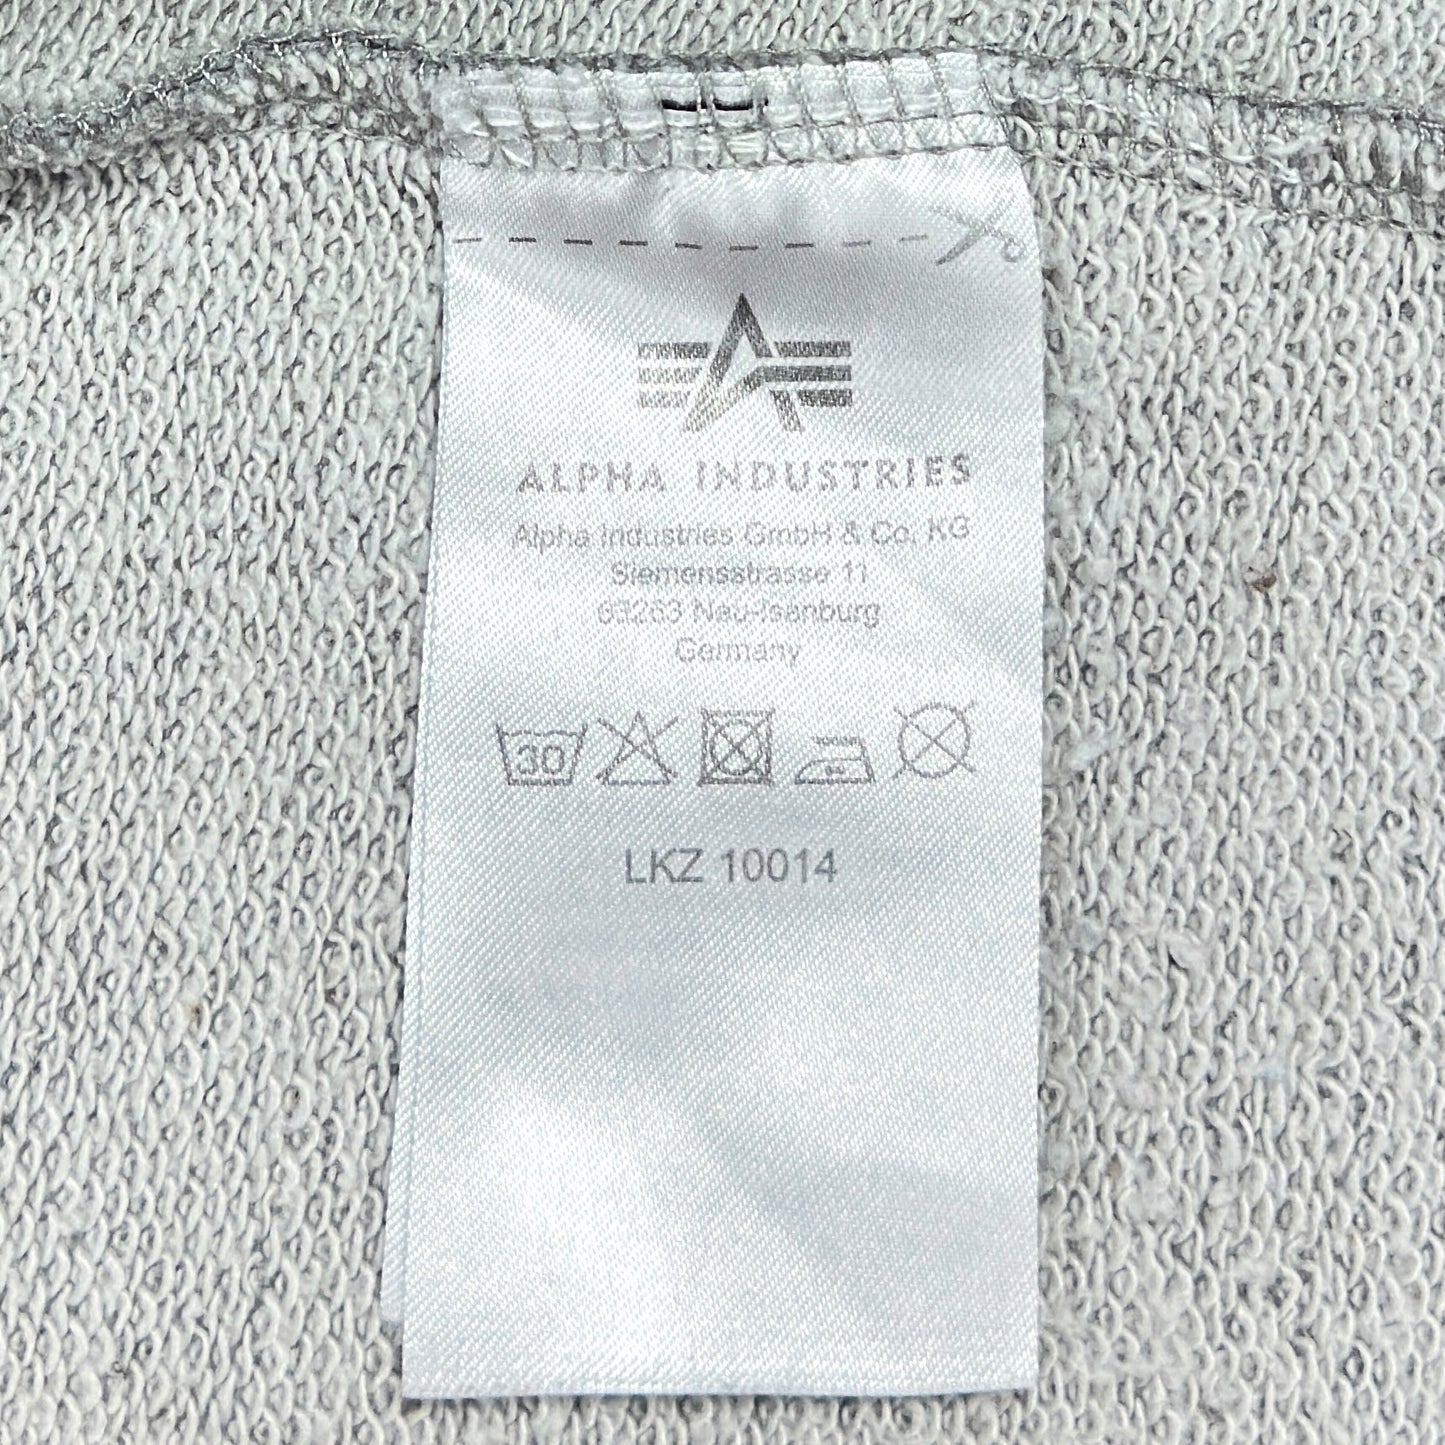 ALPHA INDUSTRIES
Alpha Industries GmbH & Co. KG
Siemensstrasse 11
63263 Neu-Isenburg
Germany
30
LKZ 10014